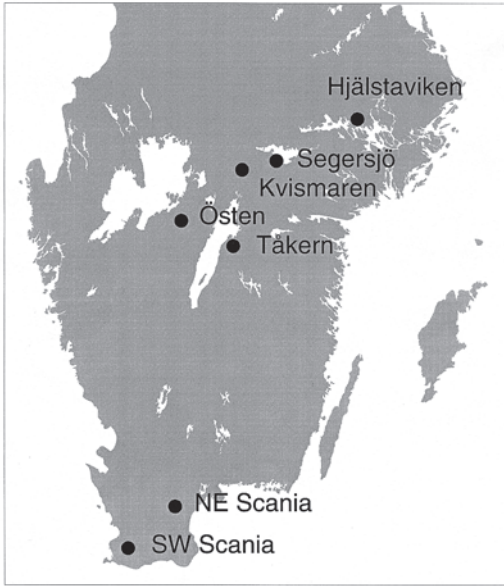 Hjälstaviken
Segersjö
Kvismaren
Östen
Tåkern
NE Scania
SW Scania